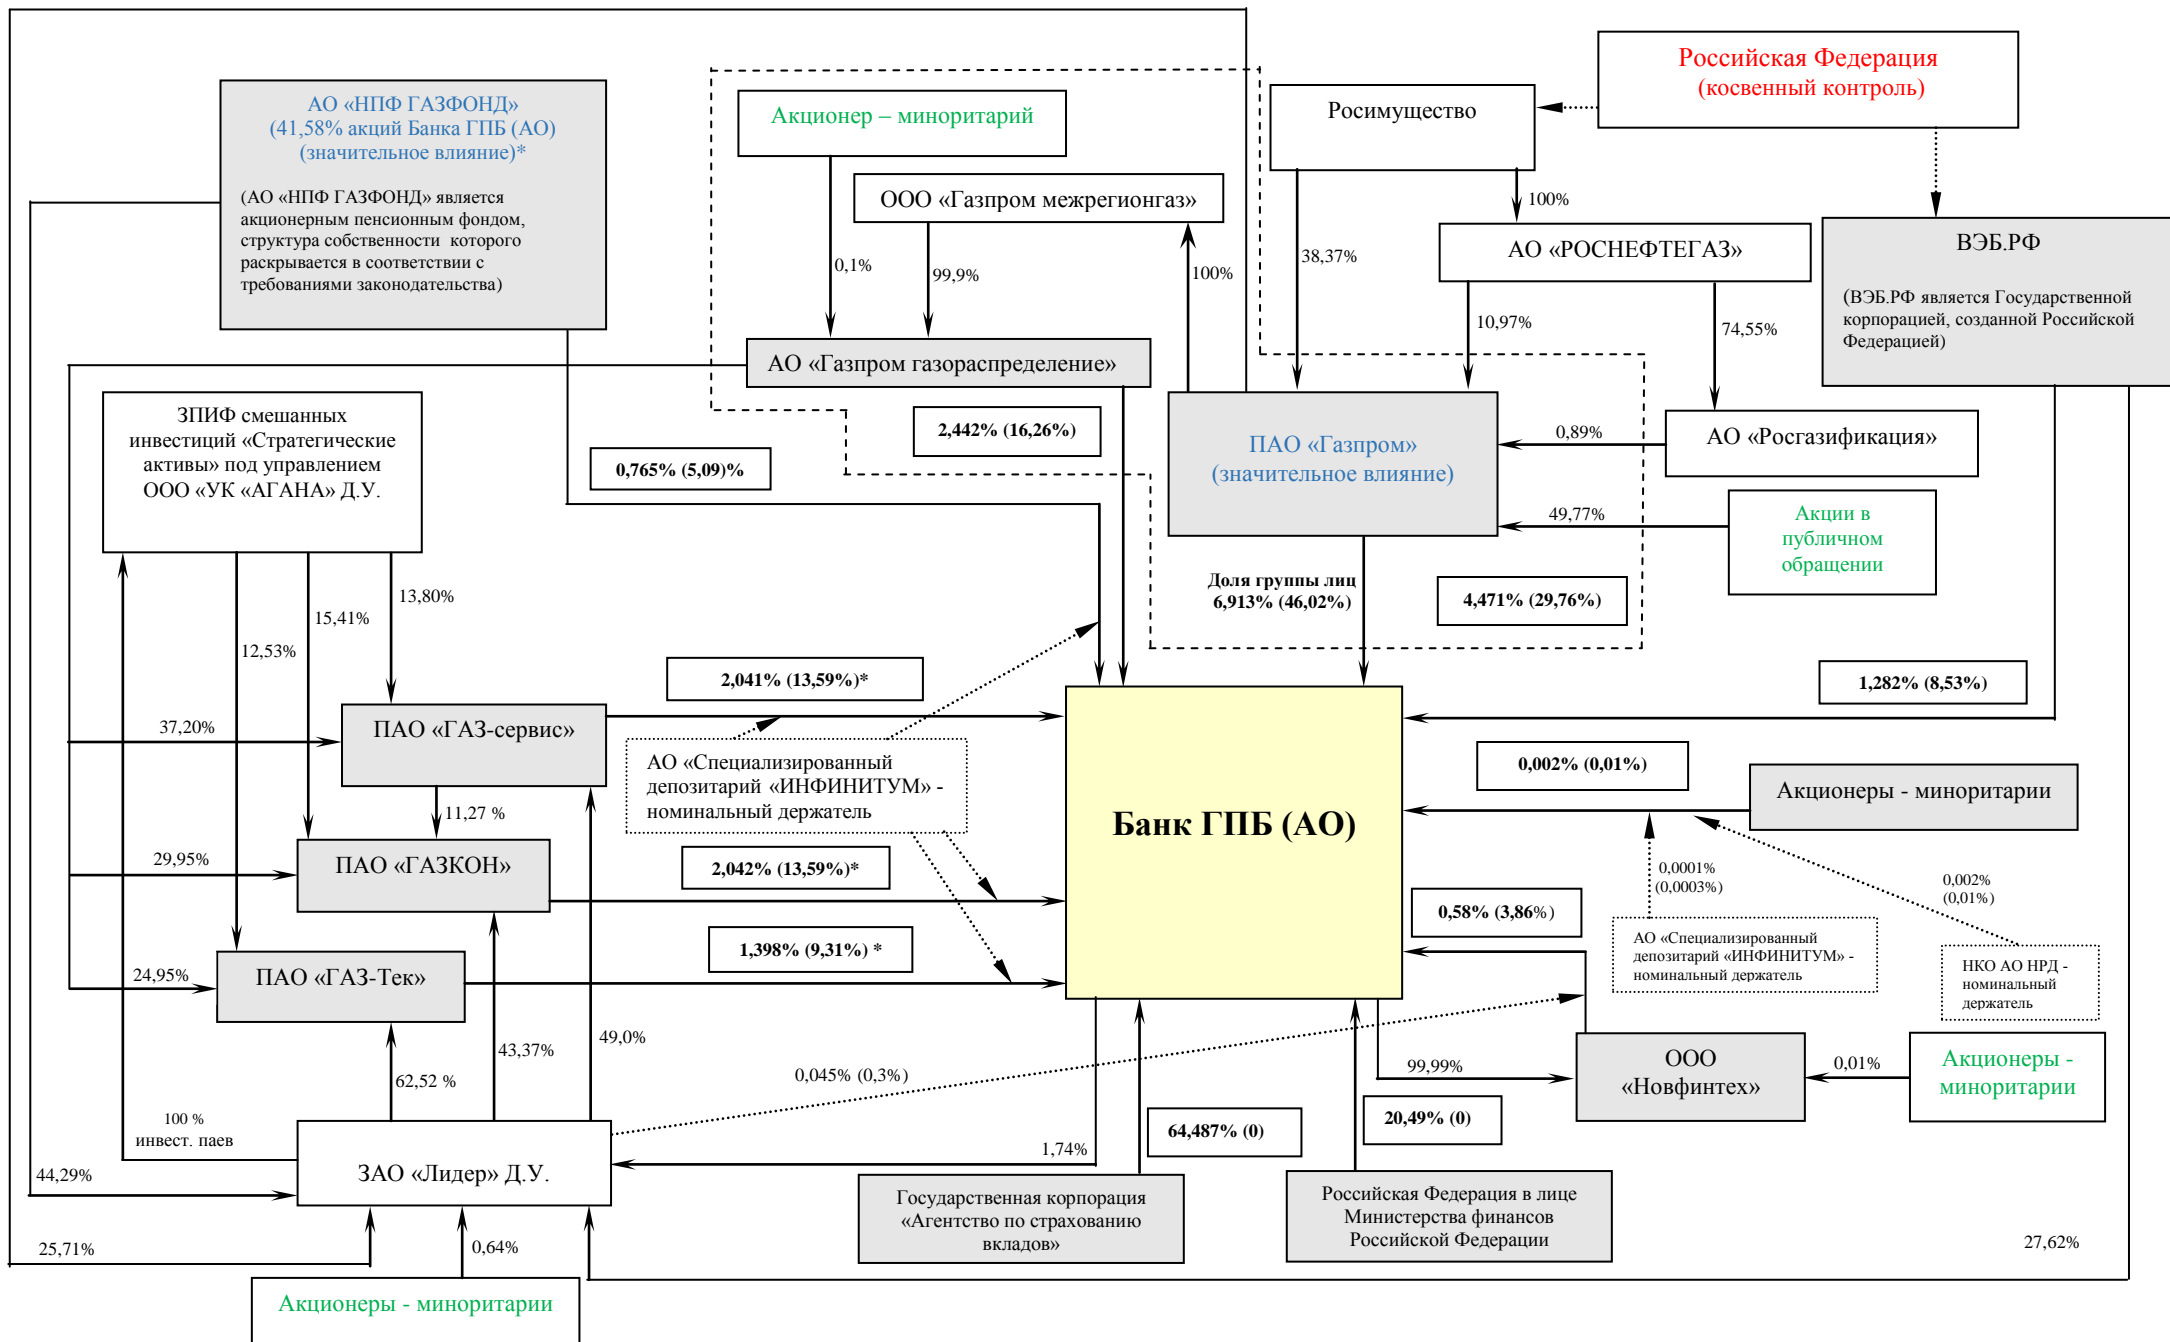 Российская Федерация
(косвенный контроль)
АО «НПФ ГАЗФОНД»
(41,58% акций Банка ГПБ (АО)
(значительное влияние)*
(АО «НПФ ГАЗФОНД» является
акционерным пенсионным фондом,
структура собственности которого
раскрывается в соответствии с
требованиями законодательства)
Акционер – миноритарий
Росимущество
ООО «Газпром межрегионгаз»
100%
АО «РОСНЕФТЕГАЗ»
ВЭБ.РФ
(ВЭБ.РФ является Государственной
корпорацией, созданной Российской
Федерацией)
0,1%
99,9%
100%
38,37%
10,97%
74,55%
АО «Газпром газораспределение»
ЗПИФ смешанных
инвестиций «Стратегические
активы» под управлением
ООО «УК «АГАНА» Д.У.
2,442% (16,26%)
0,765% (5,09)%
ПАО «Газпром»
(значительное влияние)
0,89%
АО «Росгазификация»
49,77%
Акции в
публичном
обращении
Доля группы лиц
6,913% (46,02%)
4,471% (29,76%)
13,80%
15,41%
12,53%
2,041% (13,59%)*
1,282% (8,53%)
37,20%
ПАО «ГАЗ-сервис»
АО «Специализированный
депозитарий «ИНФИНИТУМ» -
номинальный держатель
0,002% (0,01%)
Акционеры - миноритарии
11,27 %
Банк ГПБ (АО)
29,95%
ПАО «ГАЗКОН»
2,042% (13,59%)*
0,0001%
(0,0003%)
0,002%
(0,01%)
0,58% (3,86%)
1,398% (9,31%) *
АО «Специализированный
депозитарий «ИНФИНИТУМ» -
номинальный держатель
НКО АО НРД -
номинальный
держатель
24,95%
ПАО «ГАЗ-Тек»
49,0%
43,37%
62,52 %
0,045% (0,3%)
99,99%
ООО
«Новфинтех»
0,01%
Акционеры -
миноритарии
100 %
инвест. паев
64,487% (0)
20,49% (0)
1,74%
44,29%
ЗАО «Лидер» Д.У.
Государственная корпорация
«Агентство по страхованию
вкладов»
Российская Федерация в лице
Министерства финансов
Российской Федерации
25,71%
0,64%
27,62%
Акционеры - миноритарии